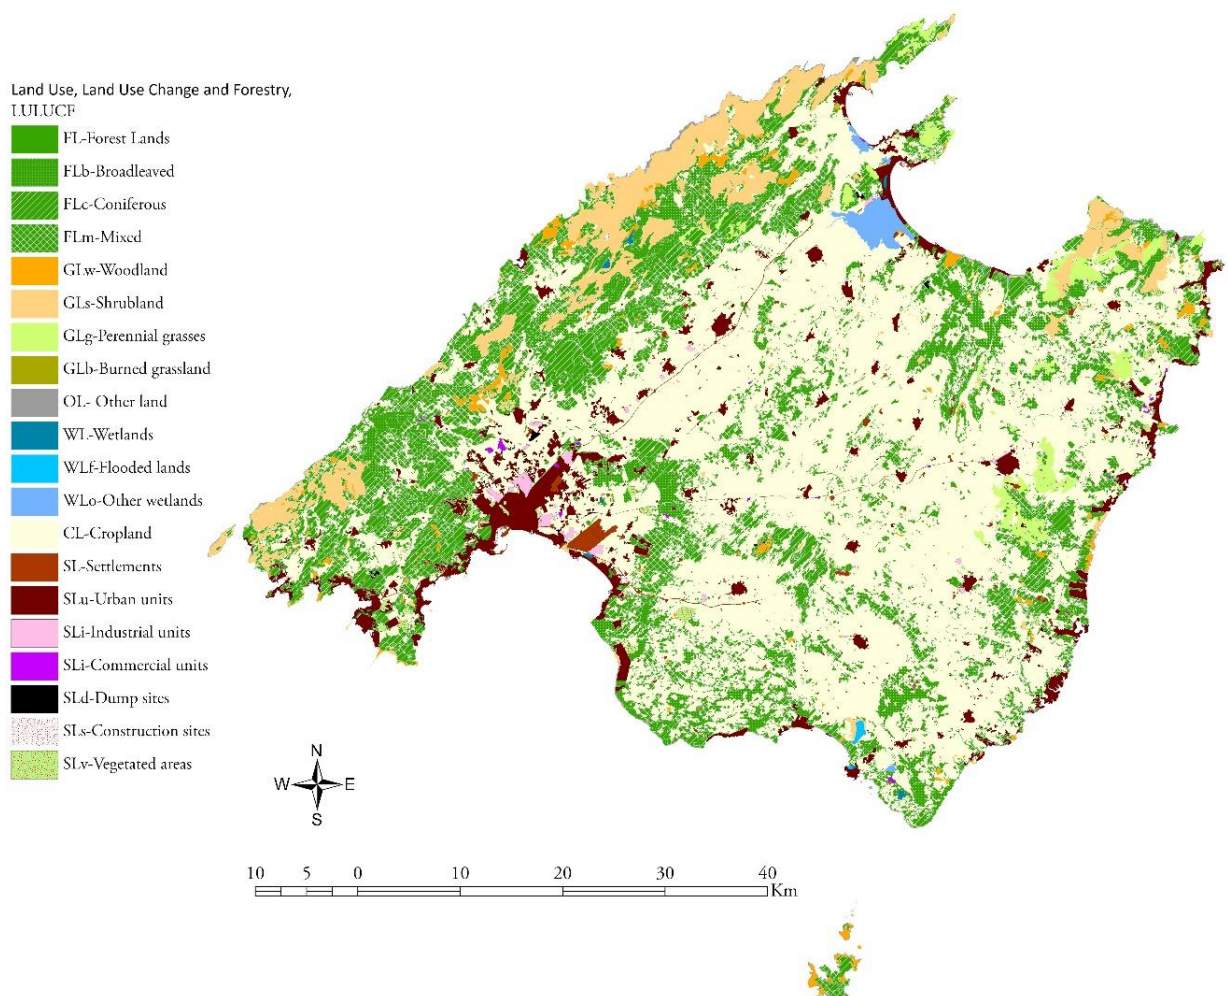 Land Use, Land Use Change and Forestry,
LULUCF
FL-Forest Lands
FLb-Broadleaved
FLc-Coniferous
FLm-Mixed
GLw-Woodland
GLs-Shrubland
GLg-Perennial grasses
GLb-Burned grassland
OL- Other land
WL-Wetlands
WLf-Flooded lands
WLo-Other wetlands
CL-Cropland
SL-Settlements
SLu-Urban units
SLi-Industrial units
SLi-Commercial units
SLd-Dump sites
SLs-Construction sites
SLv-Vegetated areas
N
W E
S
10 5 0 10 20 30 40
Km